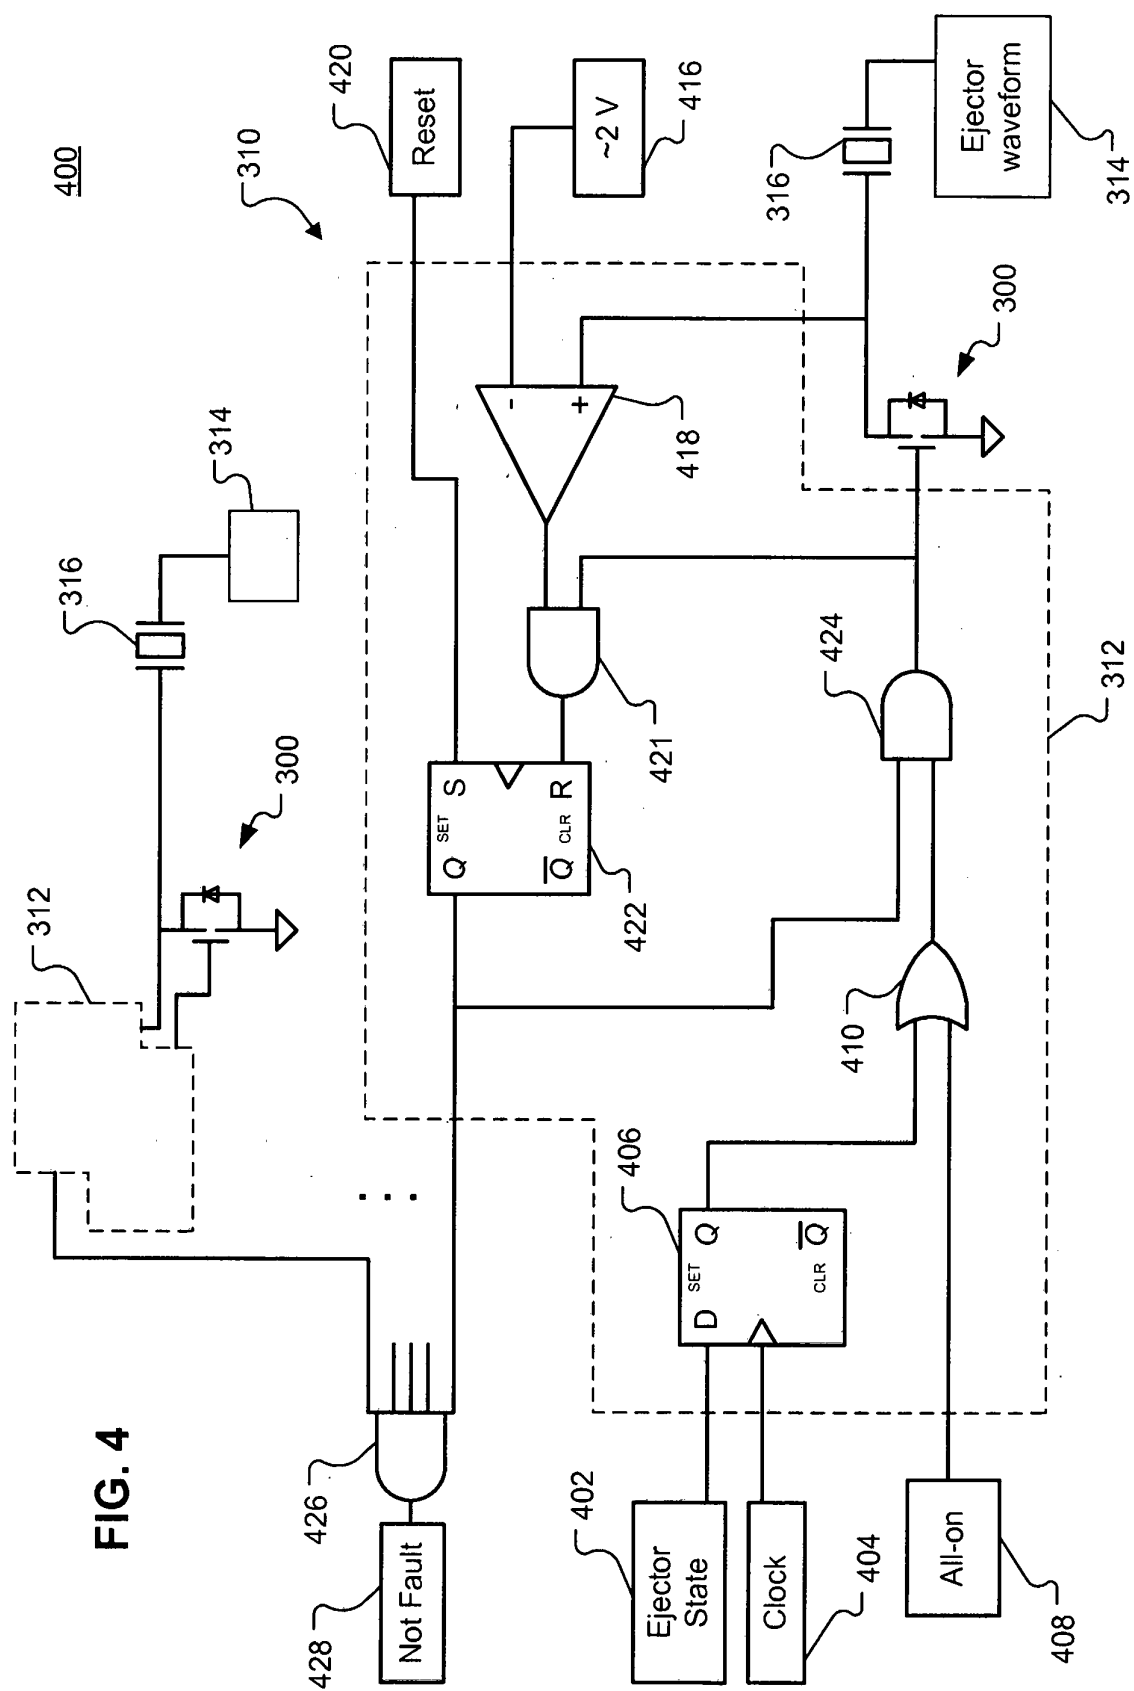 400
310
420
Reset
~2 V
416
316
Ejector
waveform
314
300
-
+
418
314
316
312
300
S
SET
Q
R
CLR
Q̅
421
422
424
312
410
406
D
SET
Q
CLR
Q̅
. . .
FIG. 4
426
428
Not Fault
402
Ejector
State
Clock
404
All-on
408